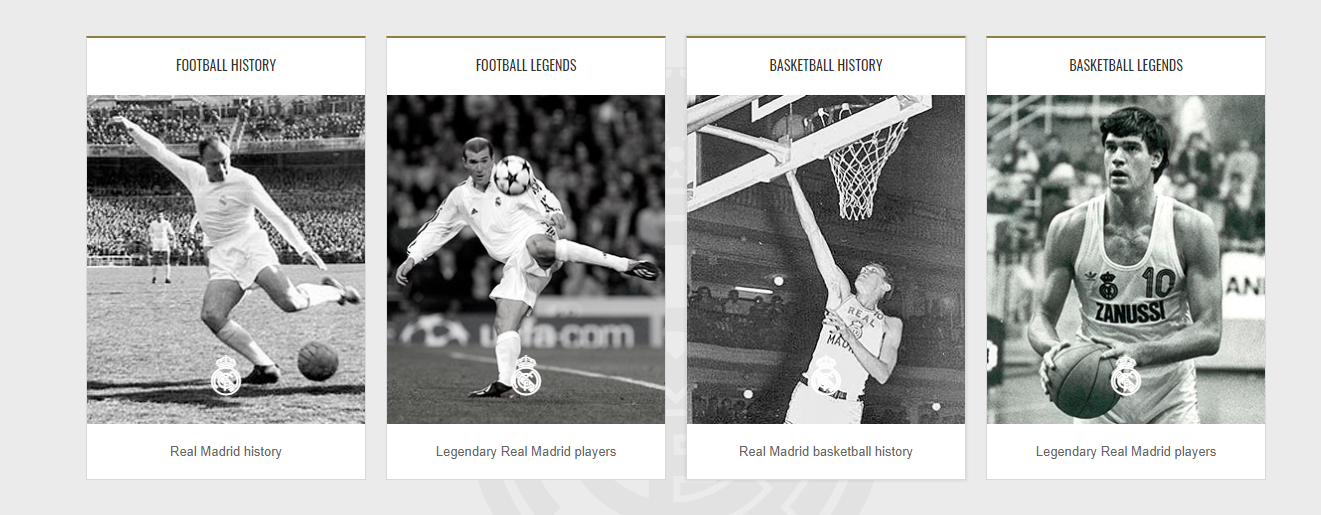 FOOTBALL HISTORY
FOOTBALL LEGENDS
BASKETBALL HISTORY
BASKETBALL LEGENDS
uefa.com
REAL
10
ZANUSSI
Real Madrid history
Legendary Real Madrid players
Real Madrid basketball history
Legendary Real Madrid players